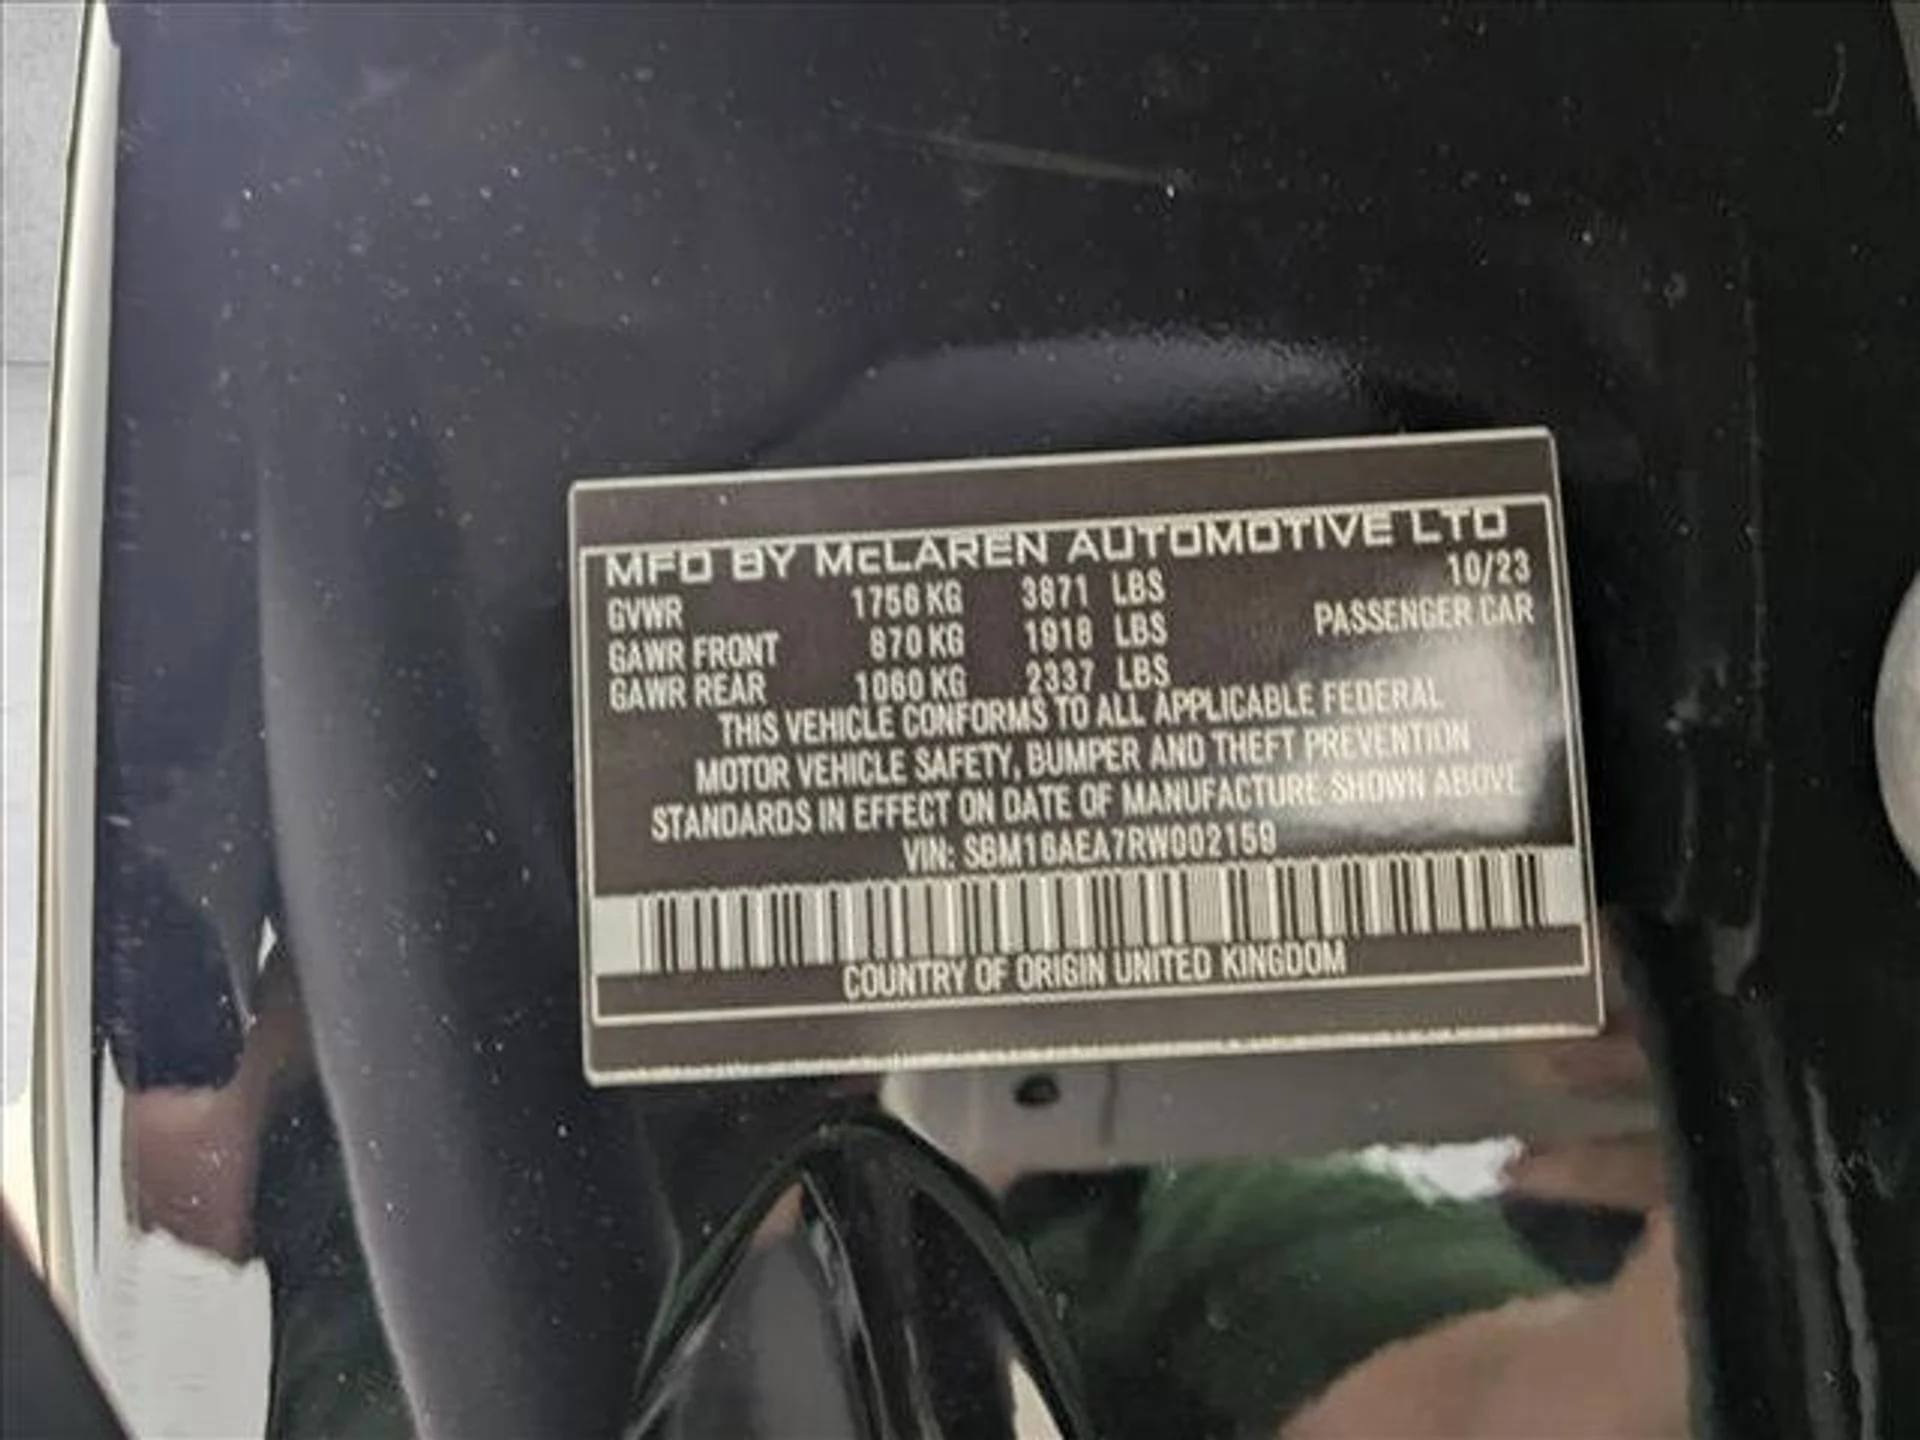 MFD BY McLAREN AUTOMOTIVE LTD
GVWR 1756 KG 3871 LBS 10/23
GAWR FRONT 870 KG 1918 LBS PASSENGER CAR
GAWR REAR 1060 KG 2337 LBS
THIS VEHICLE CONFORMS TO ALL APPLICABLE FEDERAL
MOTOR VEHICLE SAFETY, BUMPER AND THEFT PREVENTION
STANDARDS IN EFFECT ON DATE OF MANUFACTURE SHOWN ABOVE
VIN: SBM16AEA7RW002159
COUNTRY OF ORIGIN UNITED KINGDOM